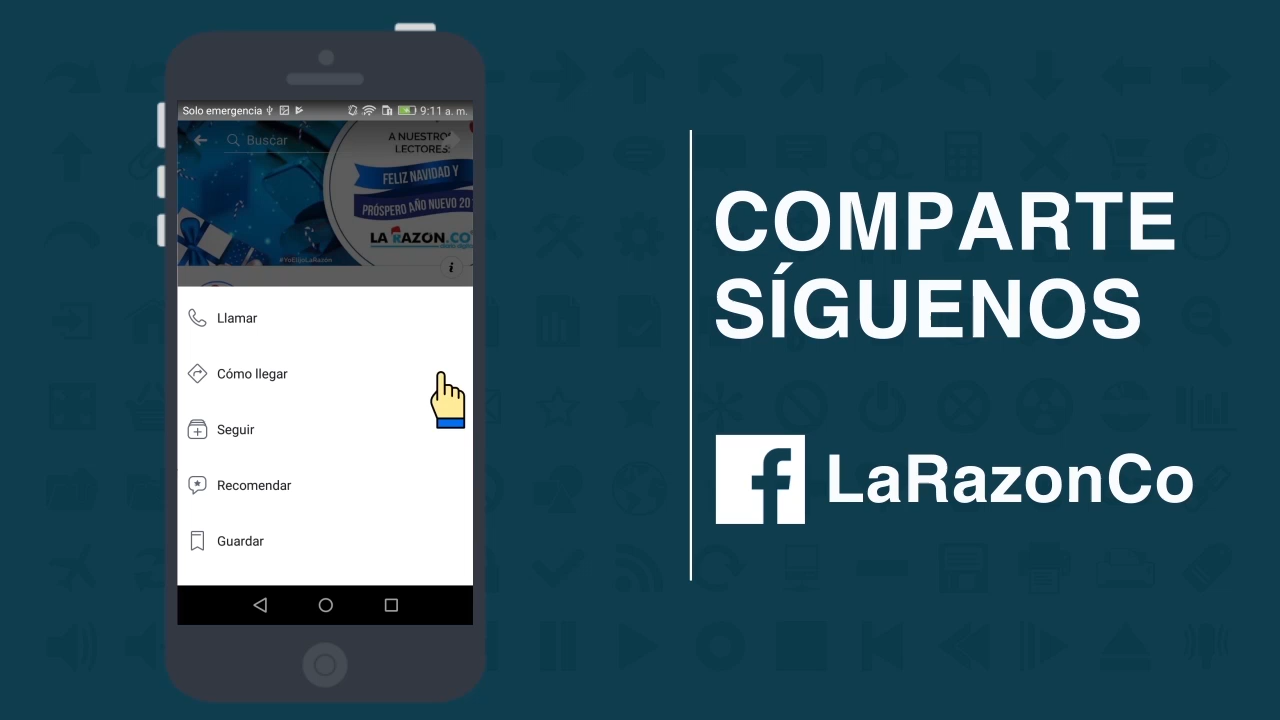 Solo emergencia
9:11 a. m.
Buscar
A NUESTROS
LECTORES:
FELIZ NAVIDAD Y
PRÓSPERO AÑO NUEVO 20
LA RAZON.CO
#YoElijoLaRazón
Llamar
Cómo llegar
Seguir
Recomendar
Guardar
COMPARTE
SÍGUENOS
f LaRazonCo